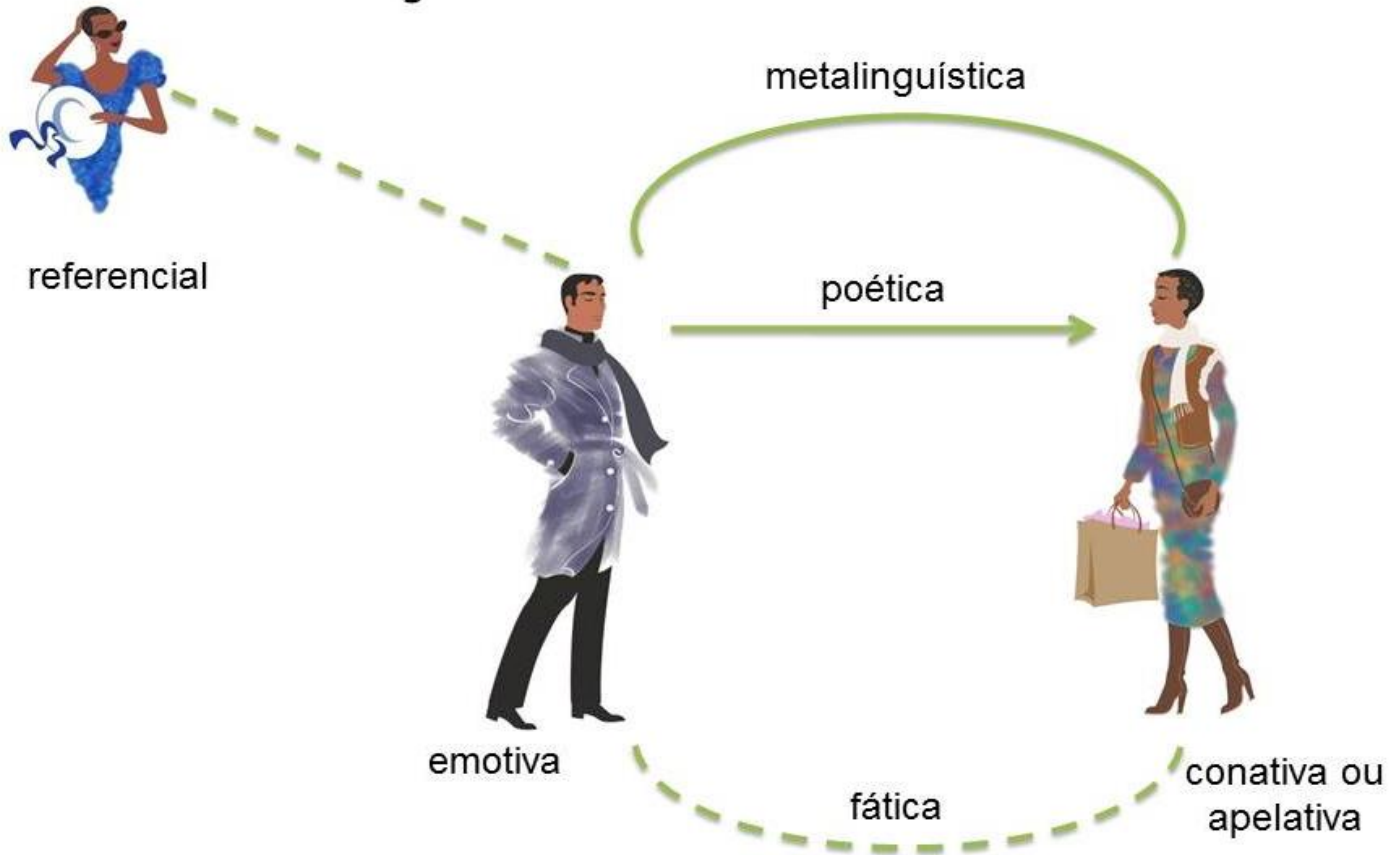 metalinguística
referencial
poética
emotiva
fática
conativa ou
apelativa